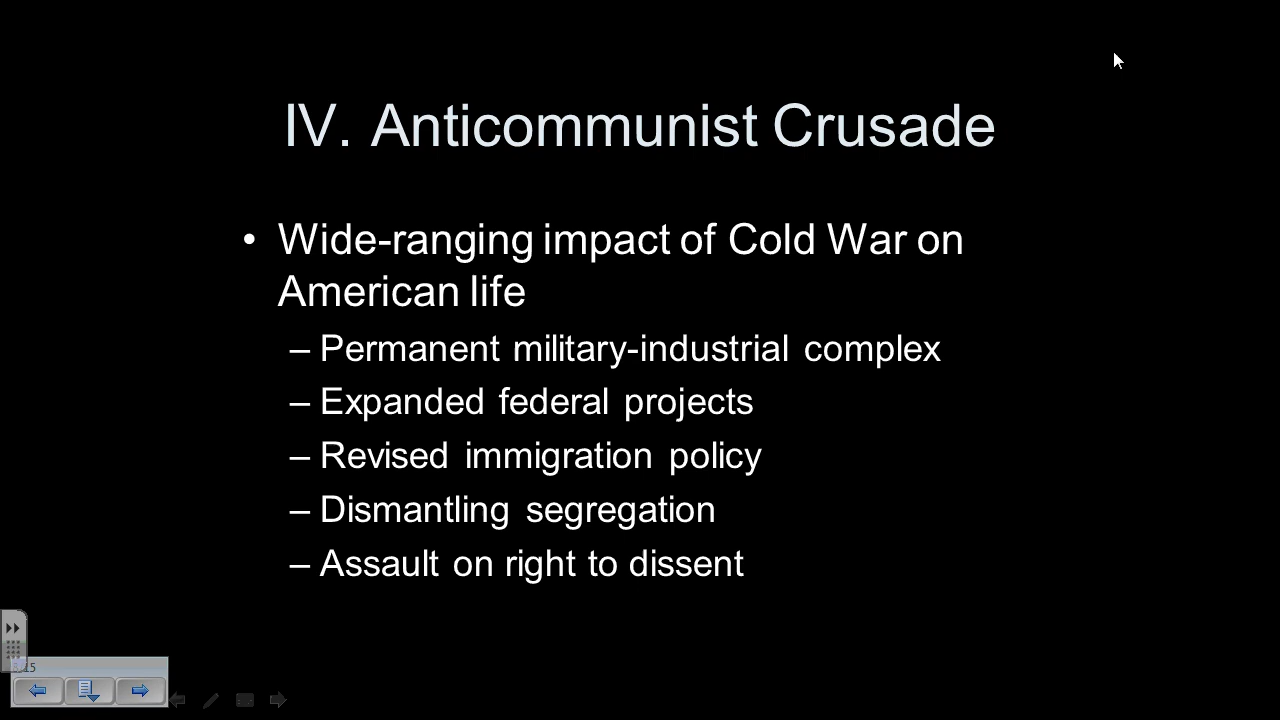 IV. Anticommunist Crusade
• Wide-ranging impact of Cold War on
American life
– Permanent military-industrial complex
– Expanded federal projects
– Revised immigration policy
– Dismantling segregation
– Assault on right to dissent